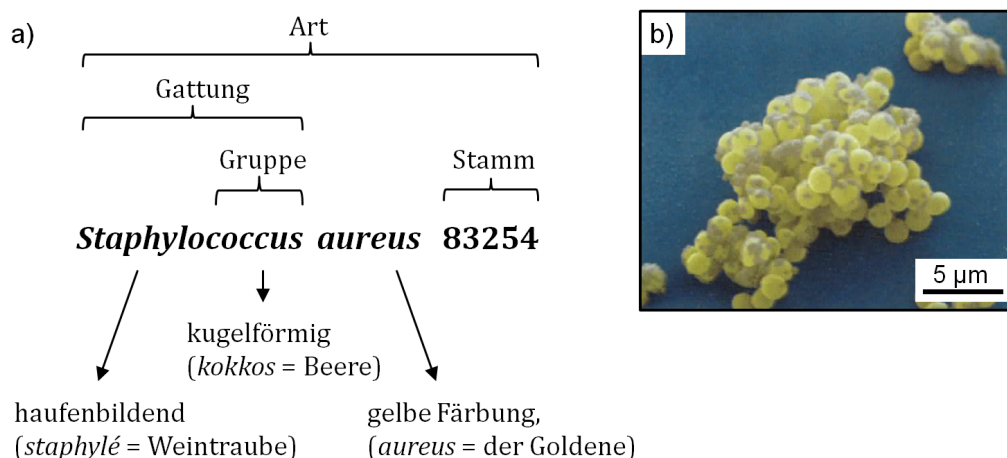 a)
Art
Gattung
Gruppe
Stamm
Staphylococcus aureus 83254
kugelförmig
(kokkos = Beere)
haufenbildend
(staphylé = Weintraube)
gelbe Färbung,
(aureus = der Goldene)
b)
5 µm